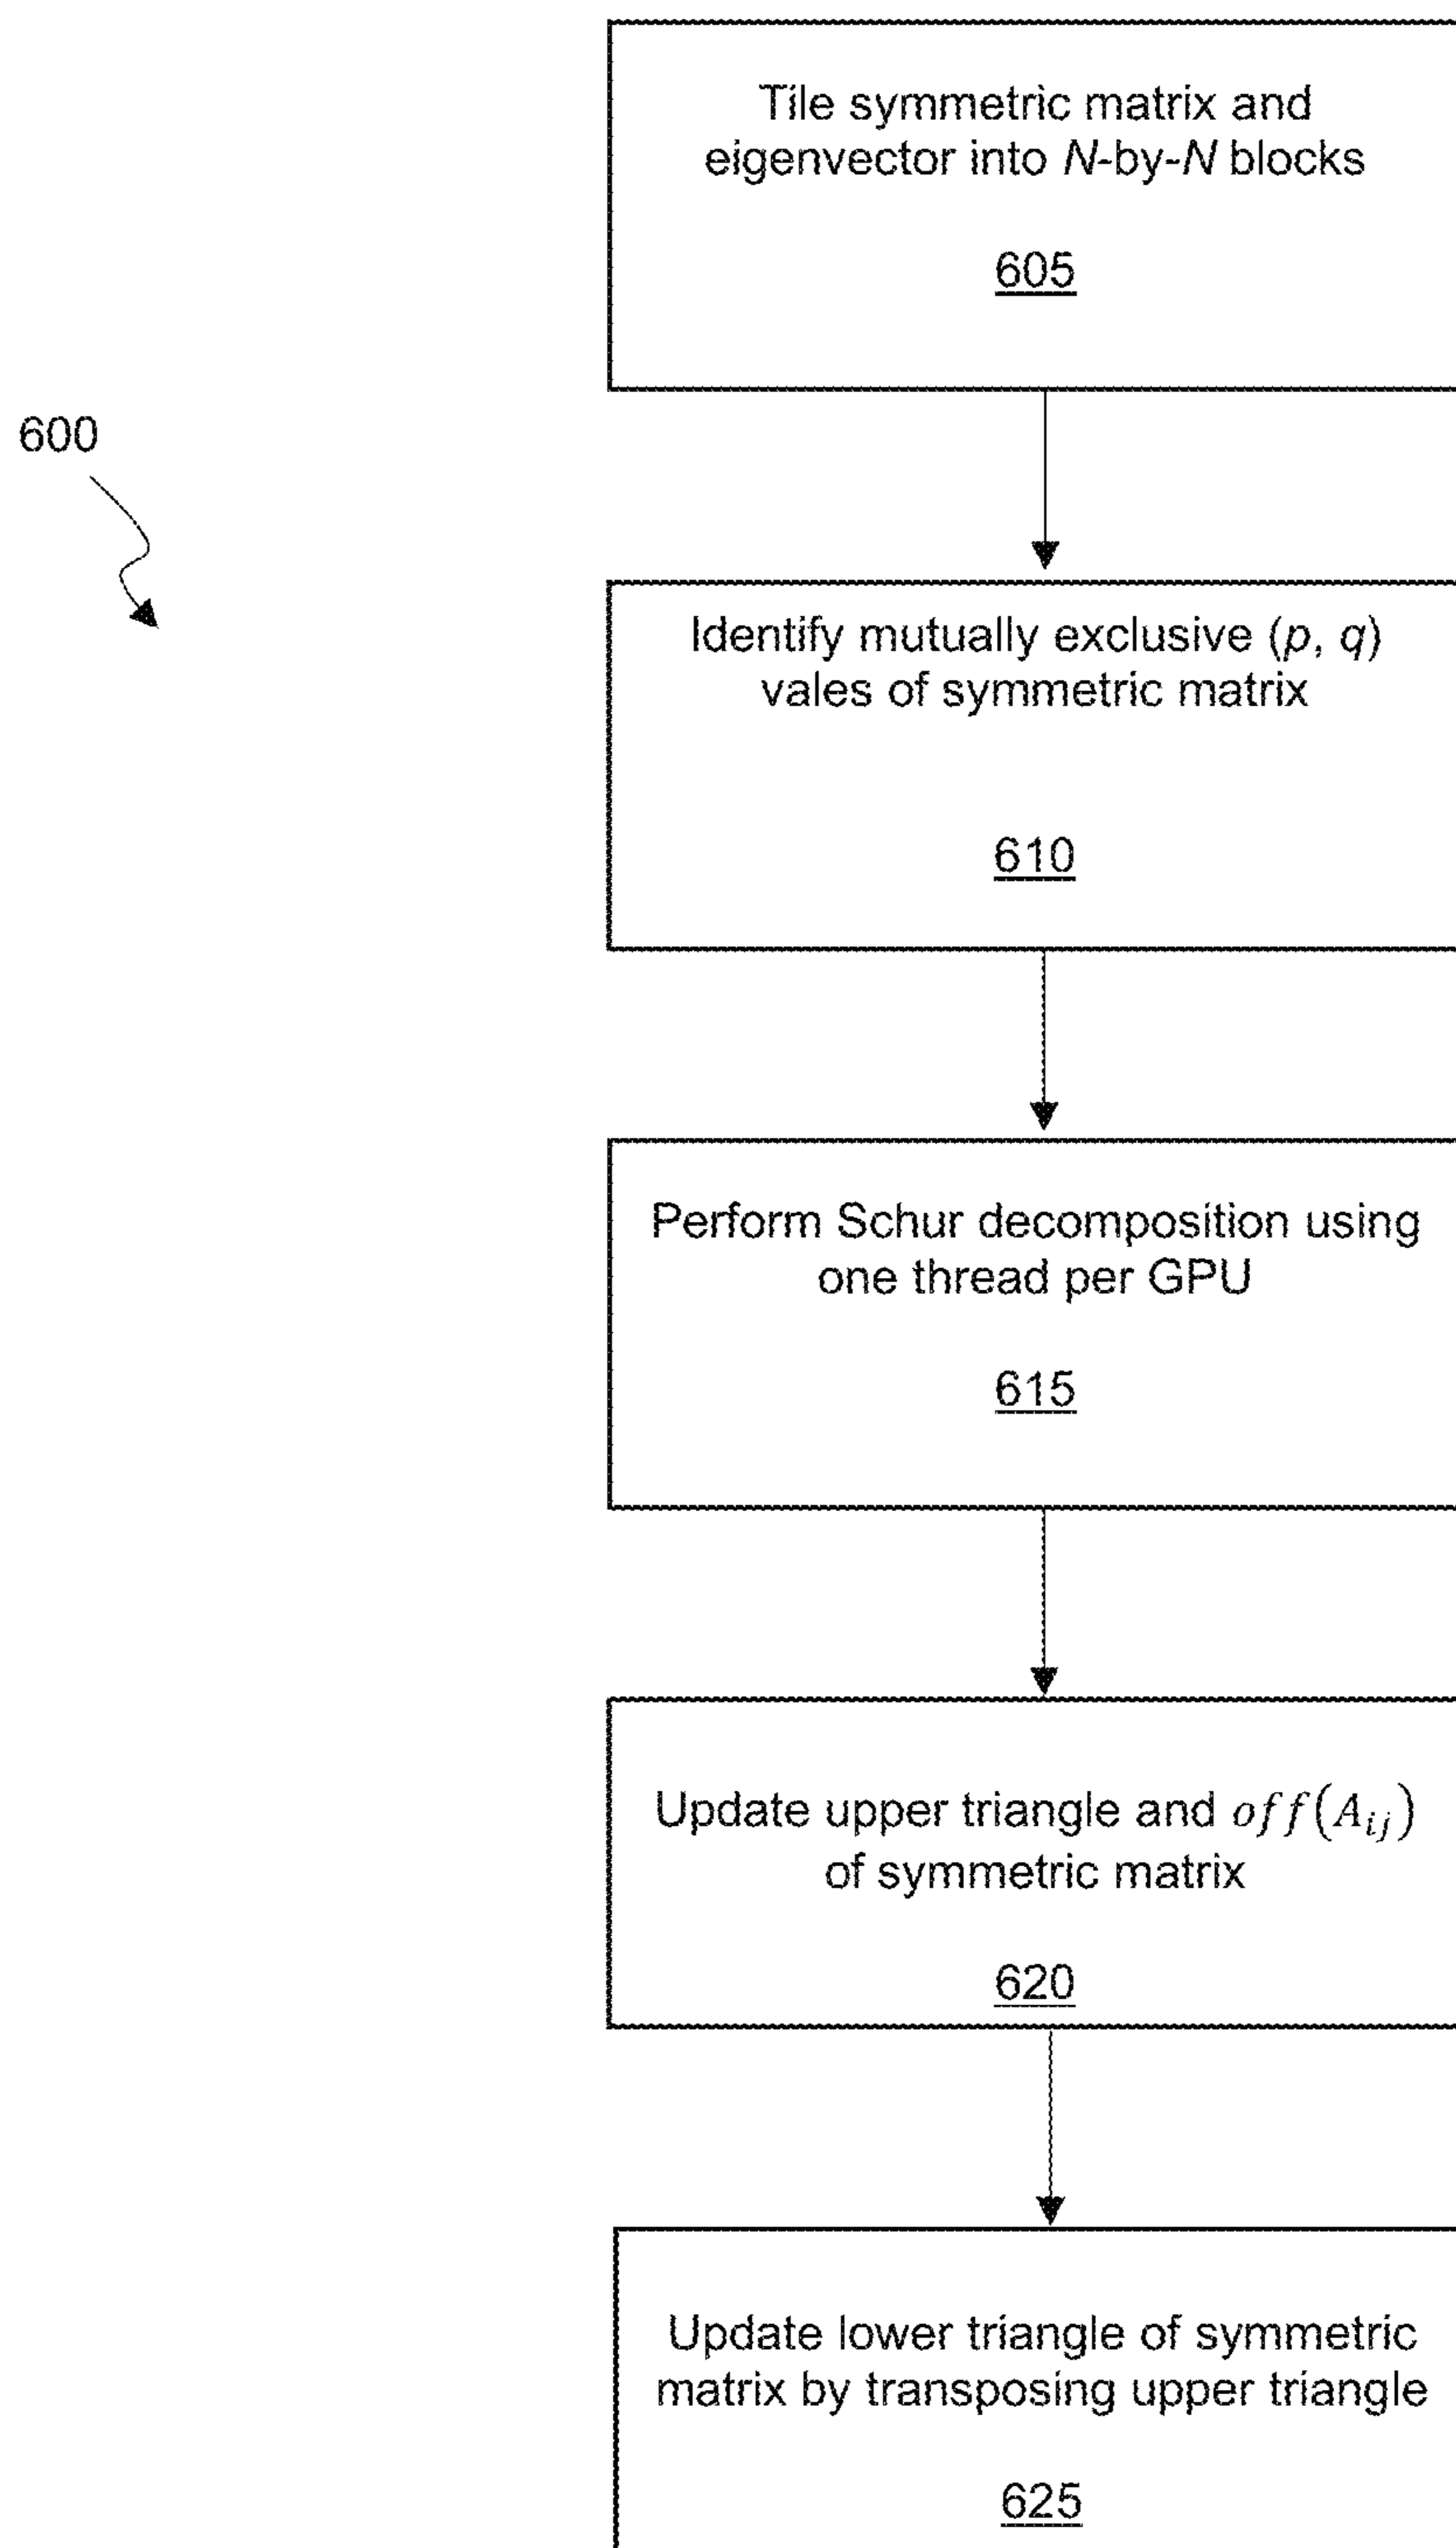 Tile symmetric matrix and
eigenvector into N-by-N blocks
605
600
Identify mutually exclusive (p, q)
vales of symmetric matrix
610
Perform Schur decomposition using
one thread per GPU
615
Update upper triangle and off(A_{ij})
of symmetric matrix
620
Update lower triangle of symmetric
matrix by transposing upper triangle
625